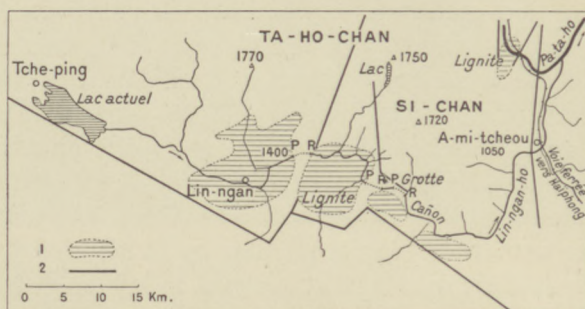 TA-HO-CHAN
Tche-ping
Lac actuel
1770
1750
Lac
Lignite
Pa-ta-ho
SI-CHAN
1720
A-mi-tcheou
1050
1400
P R
Lin-ngan
Lignite
P R P
R
Grotte
Cañon
Lin-ngan-ho
Voie ferrée
vers Haïphong
1
2
0 5 10 15 Km.